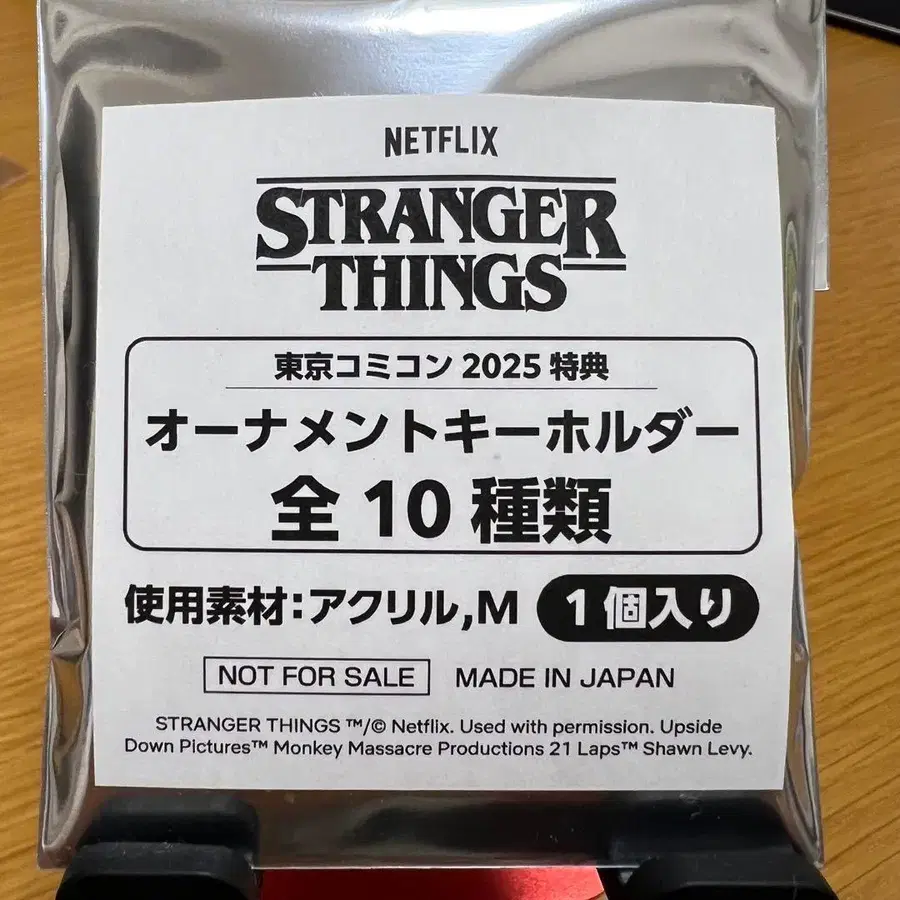 NETFLIX
STRANGER
THINGS
東京コミコン 2025 特典
オーナメントキーホルダー
全 10 種類
使用素材:アクリル,M 1 個入り
NOT FOR SALE MADE IN JAPAN
STRANGER THINGS ™/© Netflix. Used with permission. Upside
Down Pictures™ Monkey Massacre Productions 21 Laps™ Shawn Levy.